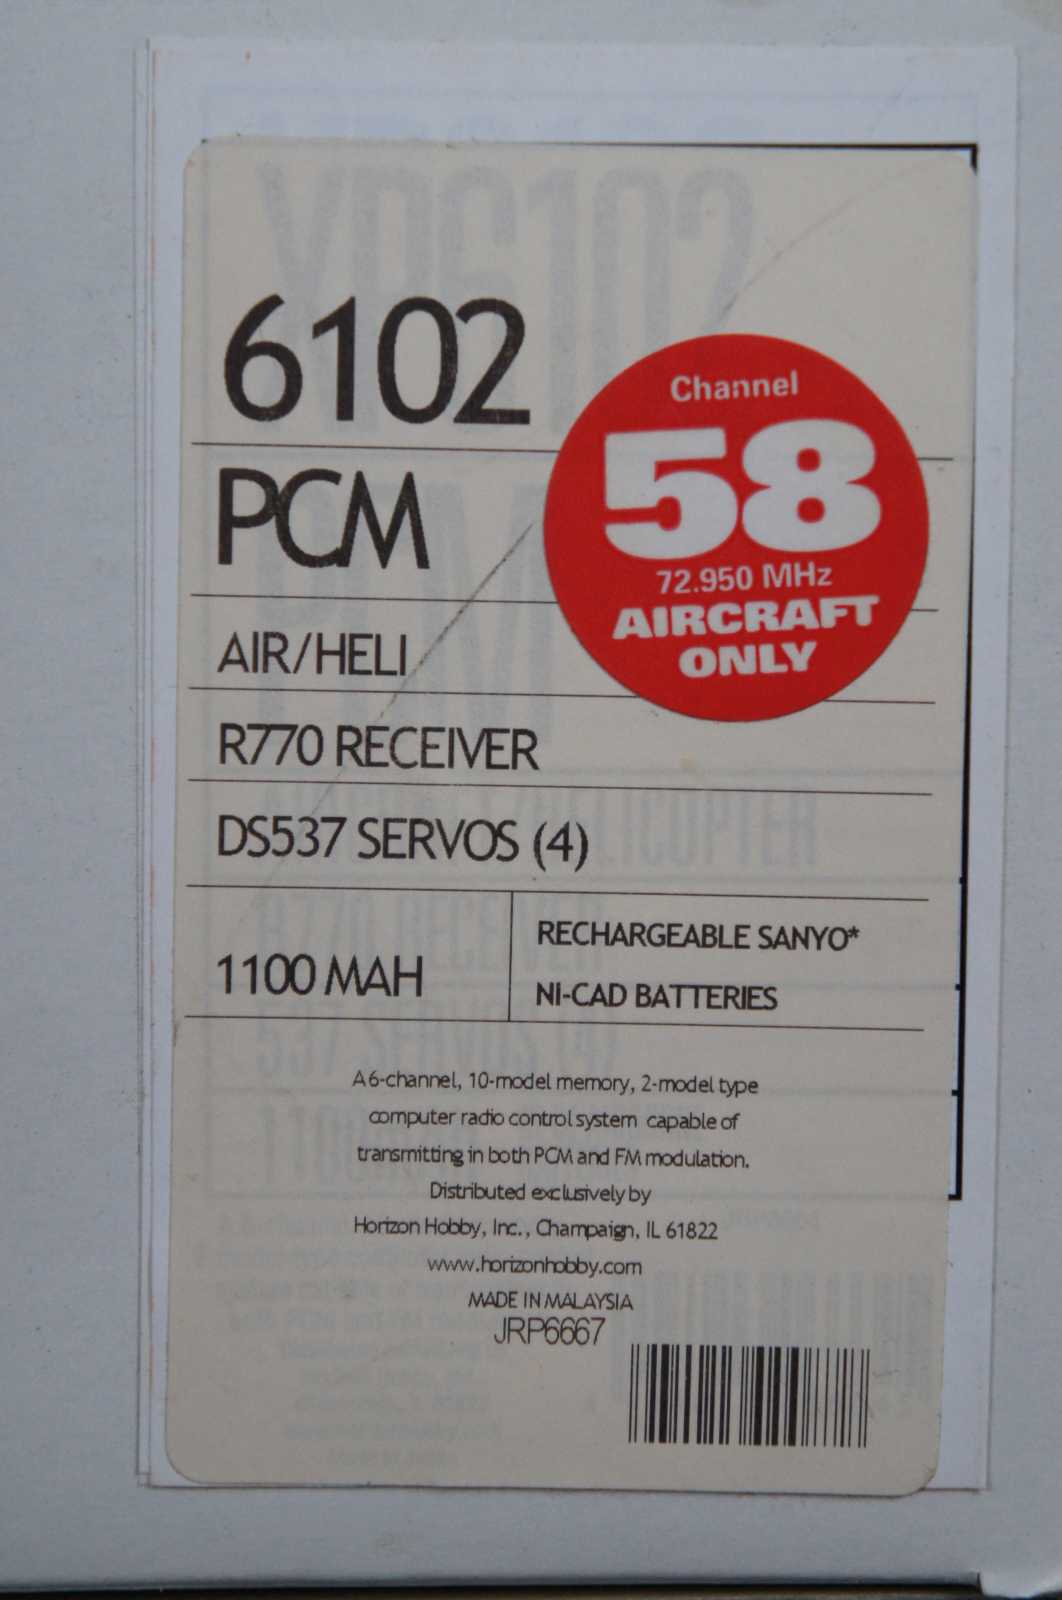 6102
PCM
AIR/HELI
R770 RECEIVER
DS537 SERVOS (4)
1100 MAH
RECHARGEABLE SANYO*
NI-CAD BATTERIES
Channel
58
72.950 MHz
AIRCRAFT
ONLY
A 6-channel, 10-model memory, 2-model type
computer radio control system capable of
transmitting in both PCM and FM modulation.
Distributed exclusively by
Horizon Hobby, Inc., Champaign, IL 61822
www.horizonhobby.com
MADE IN MALAYSIA
JRP6667